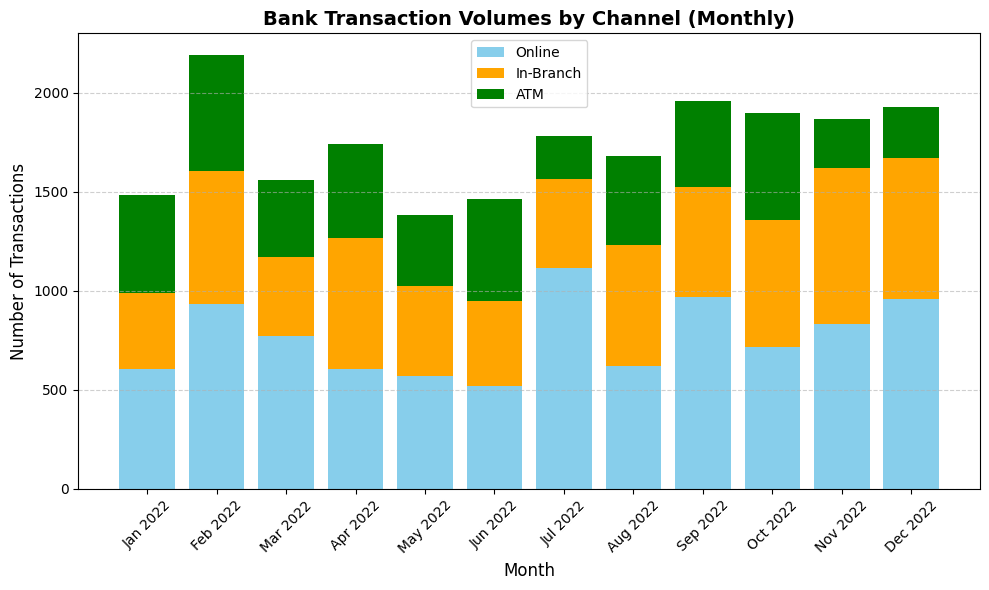 Bank Transaction Volumes by Channel (Monthly)
Online
In-Branch
ATM
Number of Transactions
2000
1500
1000
500
0
Jan 2022
Feb 2022
Mar 2022
Apr 2022
May 2022
Jun 2022
Jul 2022
Aug 2022
Sep 2022
Oct 2022
Nov 2022
Dec 2022
Month